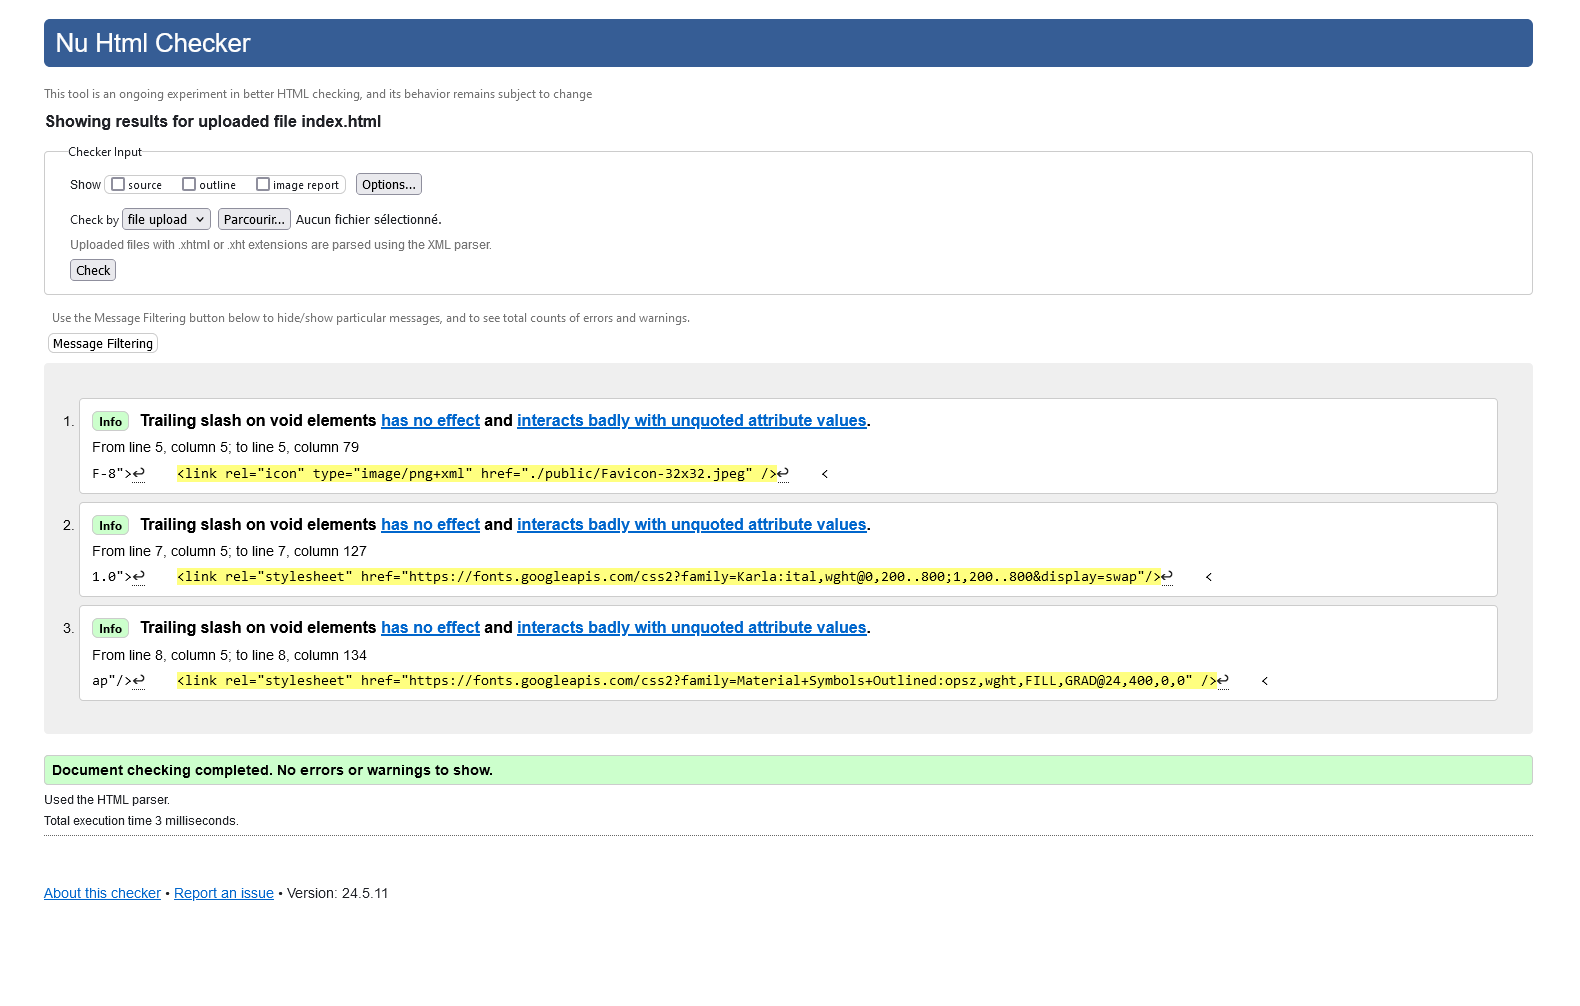 Nu Html Checker
This tool is an ongoing experiment in better HTML checking, and its behavior remains subject to change
Showing results for uploaded file index.html
Checker Input
Show source outline image report Options...
Check by file upload Parcourir... Aucun fichier sélectionné.
Uploaded files with .xhtml or .xht extensions are parsed using the XML parser.
Check
Use the Message Filtering button below to hide/show particular messages, and to see total counts of errors and warnings.
Message Filtering
1. Info Trailing slash on void elements has no effect and interacts badly with unquoted attribute values.
From line 5, column 5; to line 5, column 79
F-8">↩ <link rel="icon" type="image/png+xml" href="./public/Favicon-32x32.jpeg" />↩ <
2. Info Trailing slash on void elements has no effect and interacts badly with unquoted attribute values.
From line 7, column 5; to line 7, column 127
1.0">↩ <link rel="stylesheet" href="https://fonts.googleapis.com/css2?family=Karla:ital,wght@0,200..800;1,200..800&display=swap"/>↩ <
3. Info Trailing slash on void elements has no effect and interacts badly with unquoted attribute values.
From line 8, column 5; to line 8, column 134
ap"/>↩ <link rel="stylesheet" href="https://fonts.googleapis.com/css2?family=Material+Symbols+Outlined:opsz,wght,FILL,GRAD@24,400,0,0" />↩ <
Document checking completed. No errors or warnings to show.
Used the HTML parser.
Total execution time 3 milliseconds.
About this checker • Report an issue • Version: 24.5.11